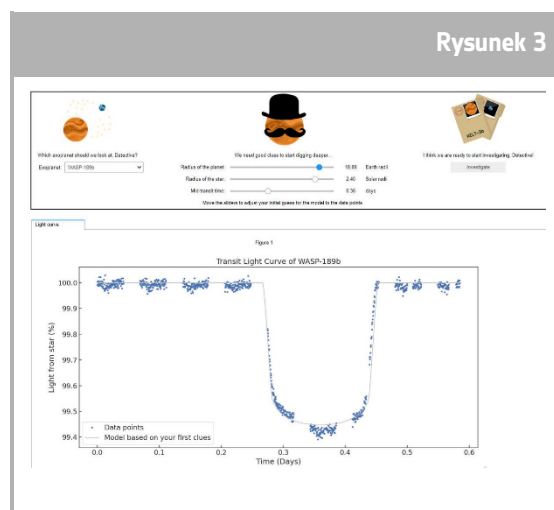 Rysunek 3
Which exoplanet should we look at, Detective?
Exoplanet: WASP-189b
We need good clues to start digging deeper...
Radius of the planet:
Earth radii
Radius of the star: 2.40 Solar radii
Mid-transit time: 0.36 days
Move the sliders to adjust your initial guess for the model to the data points.
KELT-3b
I think we are ready to start investigating, Detective!
Investigate
Light curve
Figure 1
Transit Light Curve of WASP-189b
Light from star (%)
100.0
99.9
99.8
99.7
99.6
99.5
99.4
Data points
Model based on your first clues
0.0 0.1 0.2 0.3 0.4 0.5 0.6
Time (Days)